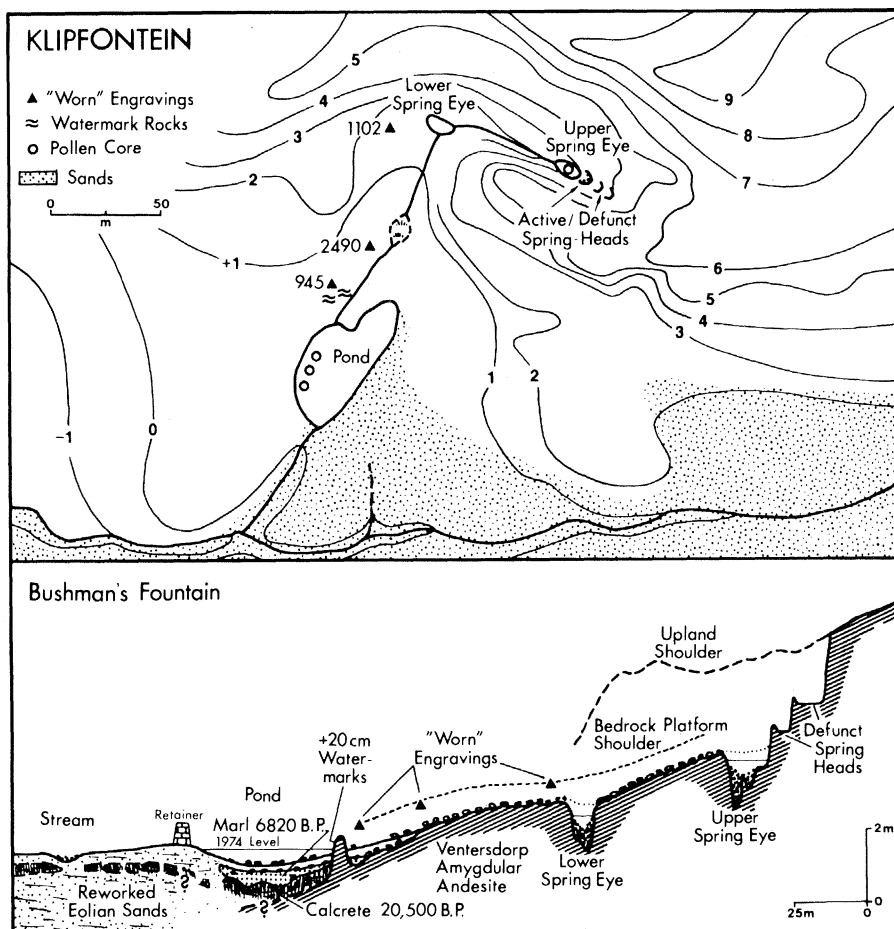 KLIPFONTEIN
▲ "Worn" Engravings
≈ Watermark Rocks
o Pollen Core
Sands
0 50
m
5
4
3
2
+1
-1
0
Lower
Spring Eye
1102 ▲
Upper
Spring Eye
Active/Defunct
Spring-Heads
9
8
7
6
5
4
3
2490 ▲
945 ▲
Pond
1
2
Bushman's Fountain
Upland
Shoulder
Bedrock Platform
Shoulder
Defunct
Spring
Heads
+20cm
Water-
marks
"Worn"
Engravings
Stream
Retainer
Pond
Marl 6820 B.P.
1974 Level
Reworked
Eolian Sands
Calcrete 20,500 B.P.
Ventersdorp
Amygdular
Andesite
Lower
Spring Eye
Upper
Spring Eye
2m
0
25m 0